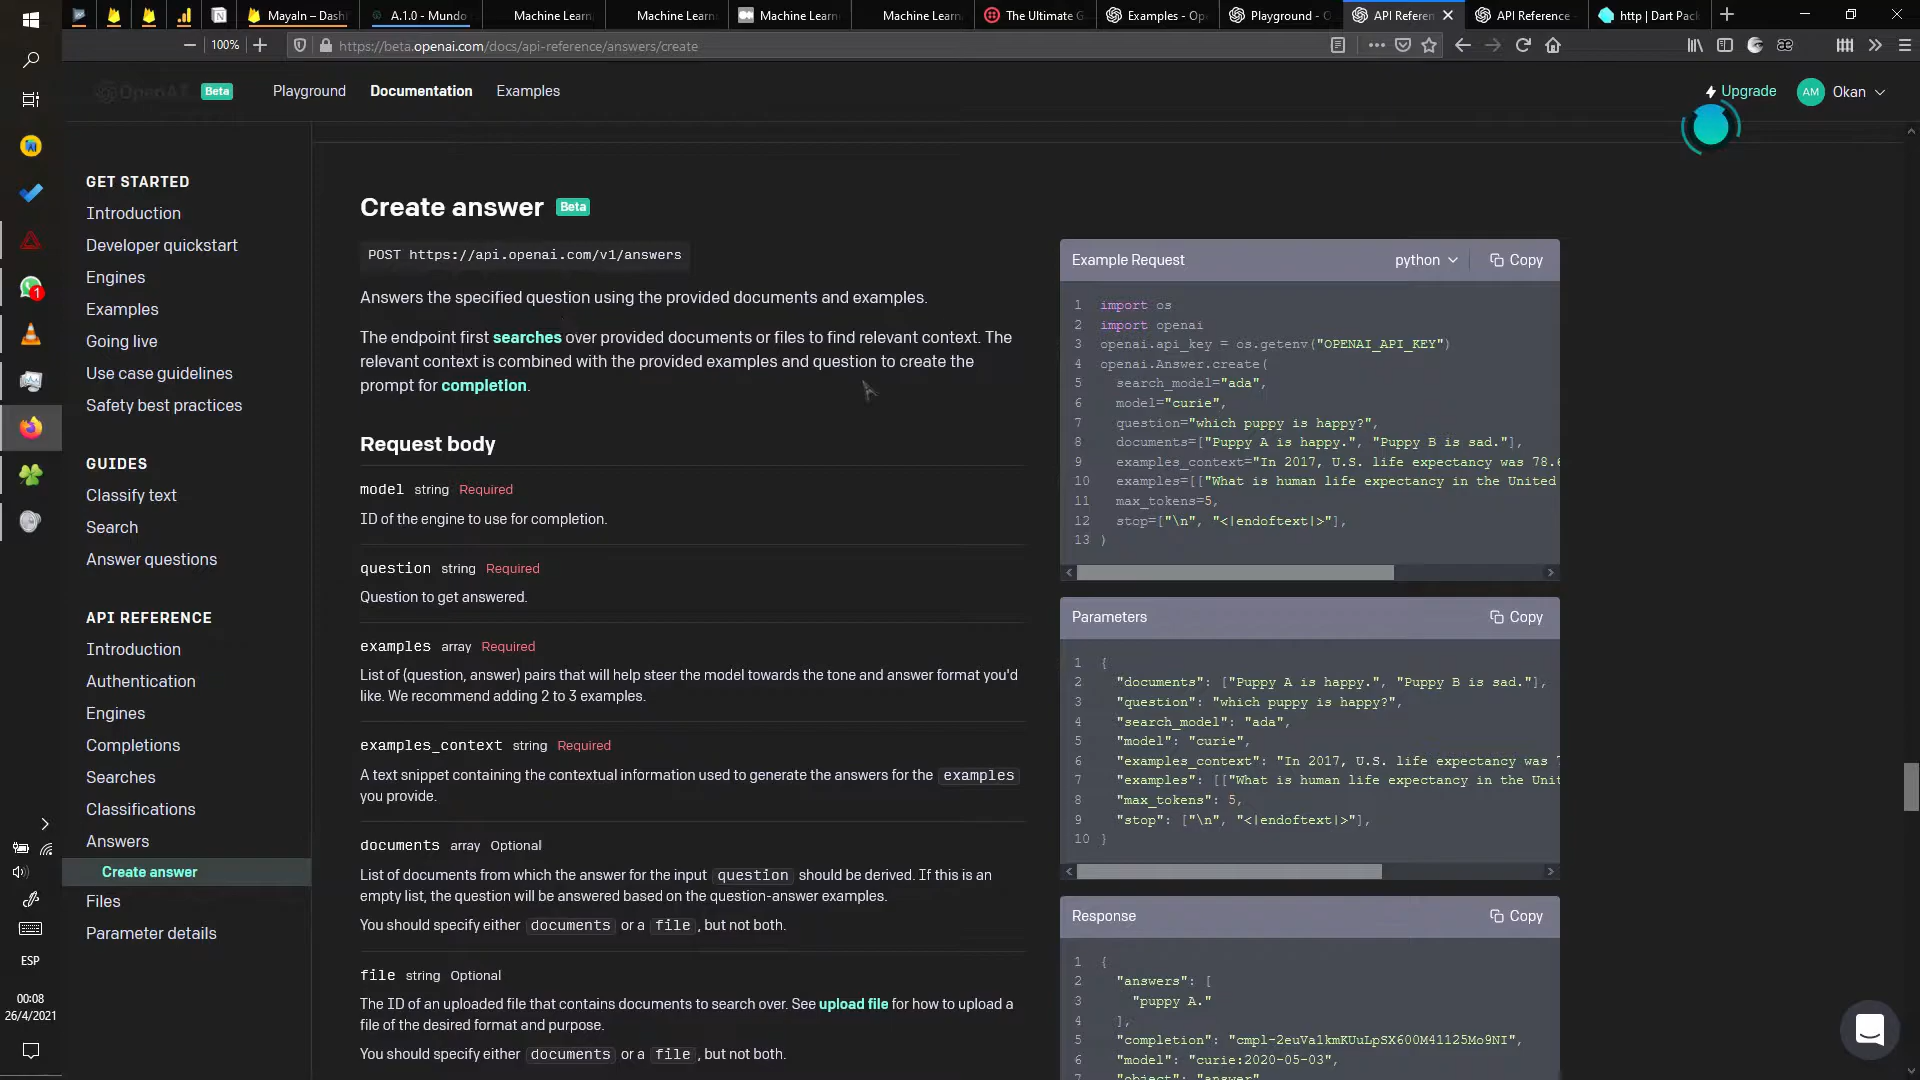 MayaIn – Dash
A.1.0 - Mundo
Machine Learn
Machine Learn
Machine Learn
Machine Learn
The Ultimate G
Examples - Op
Playground - O
API Referen
API Reference
http | Dart Pack
100%
https://beta.openai.com/docs/api-reference/answers/create
OpenAI Beta
Playground
Documentation
Examples
Upgrade
AM
Okan
GET STARTED
Introduction
Developer quickstart
Engines
Examples
Going live
Use case guidelines
Safety best practices
GUIDES
Classify text
Search
Answer questions
API REFERENCE
Introduction
Authentication
Engines
Completions
Searches
Classifications
Answers
Create answer
Files
Parameter details
Create answer Beta
POST https://api.openai.com/v1/answers
Answers the specified question using the provided documents and examples.
The endpoint first searches over provided documents or files to find relevant context. The
relevant context is combined with the provided examples and question to create the
prompt for completion.
Request body
model string Required
ID of the engine to use for completion.
question string Required
Question to get answered.
examples array Required
List of (question, answer) pairs that will help steer the model towards the tone and answer format you'd
like. We recommend adding 2 to 3 examples.
examples_context string Required
A text snippet containing the contextual information used to generate the answers for the examples
you provide.
documents array Optional
List of documents from which the answer for the input question should be derived. If this is an
empty list, the question will be answered based on the question-answer examples.
You should specify either documents or a file, but not both.
file string Optional
The ID of an uploaded file that contains documents to search over. See upload file for how to upload a
file of the desired format and purpose.
You should specify either documents or a file, but not both.
Example Request
python
Copy
1 import os
2 import openai
3 openai.api_key = os.getenv("OPENAI_API_KEY")
4 openai.Answer.create(
5 search_model="ada",
6 model="curie",
7 question="which puppy is happy?",
8 documents=["Puppy A is happy.", "Puppy B is sad."],
9 examples_context="In 2017, U.S. life expectancy was 78.6
10 examples=[["What is human life expectancy in the United
11 max_tokens=5,
12 stop=["\n", "<|endoftext|>"],
13 )
Parameters
Copy
1 {
2 "documents": ["Puppy A is happy.", "Puppy B is sad."],
3 "question": "which puppy is happy?",
4 "search_model": "ada",
5 "model": "curie",
6 "examples_context": "In 2017, U.S. life expectancy was 7
7 "examples": [["What is human life expectancy in the Unit
8 "max_tokens": 5,
9 "stop": ["\n", "<|endoftext|>"],
10 }
Response
Copy
1 {
2 "answers": [
3 "puppy A."
4 ],
5 "completion": "cmpl-2euVa1kmKUuLpSX600M41125Mo9NI",
6 "model": "curie:2020-05-03",
7 "object": "answer"
1
ESP
00:08
26/4/2021